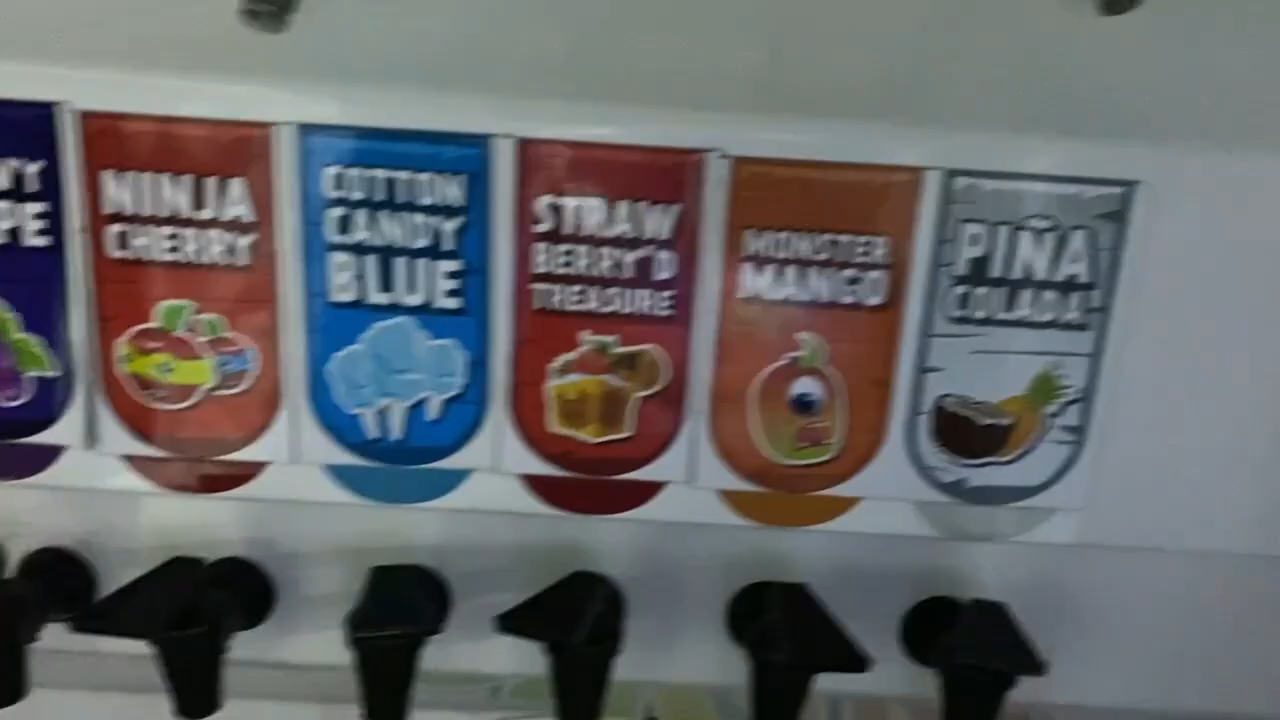 NINJA
CHERRY
COTTON
CANDY
BLUE
STRAW
BERRY'D
TREASURE
MONSTER
MANGO
PIÑA
COLADA